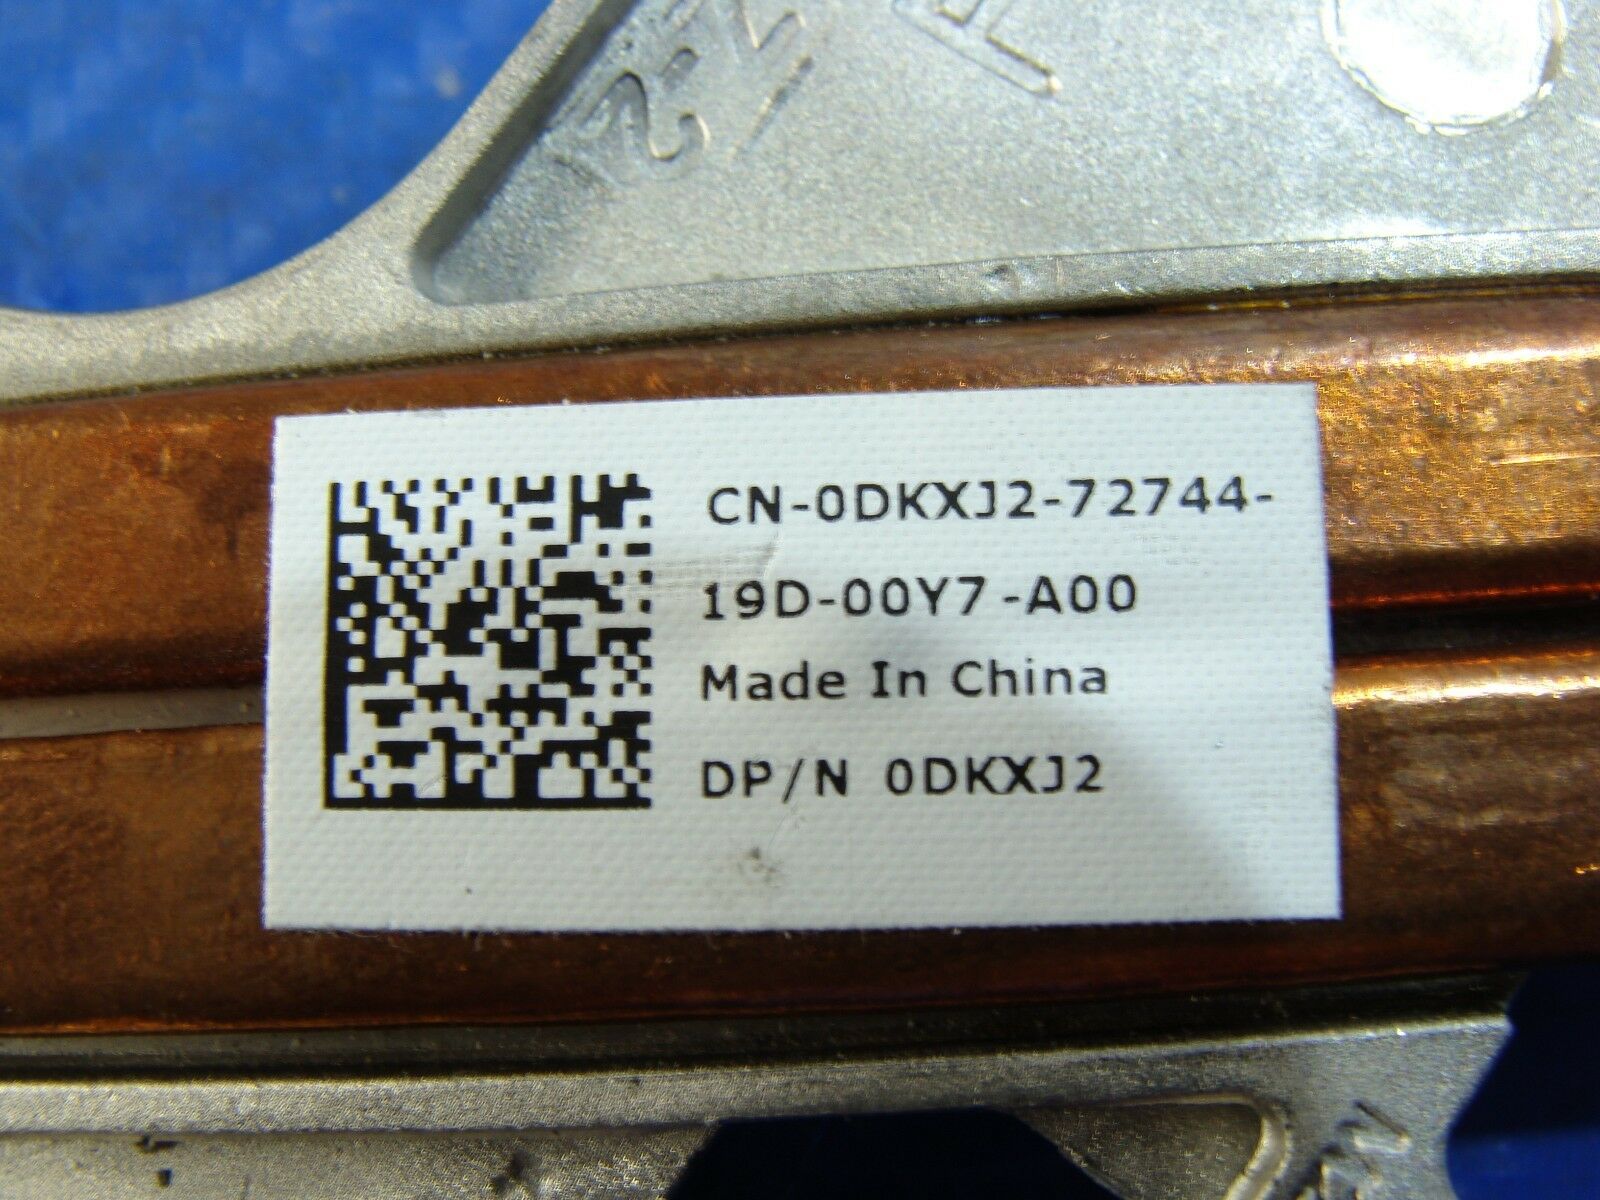 CN-0DKXJ2-72744-
19D-00Y7-A00
Made In China
DP/N 0DKXJ2